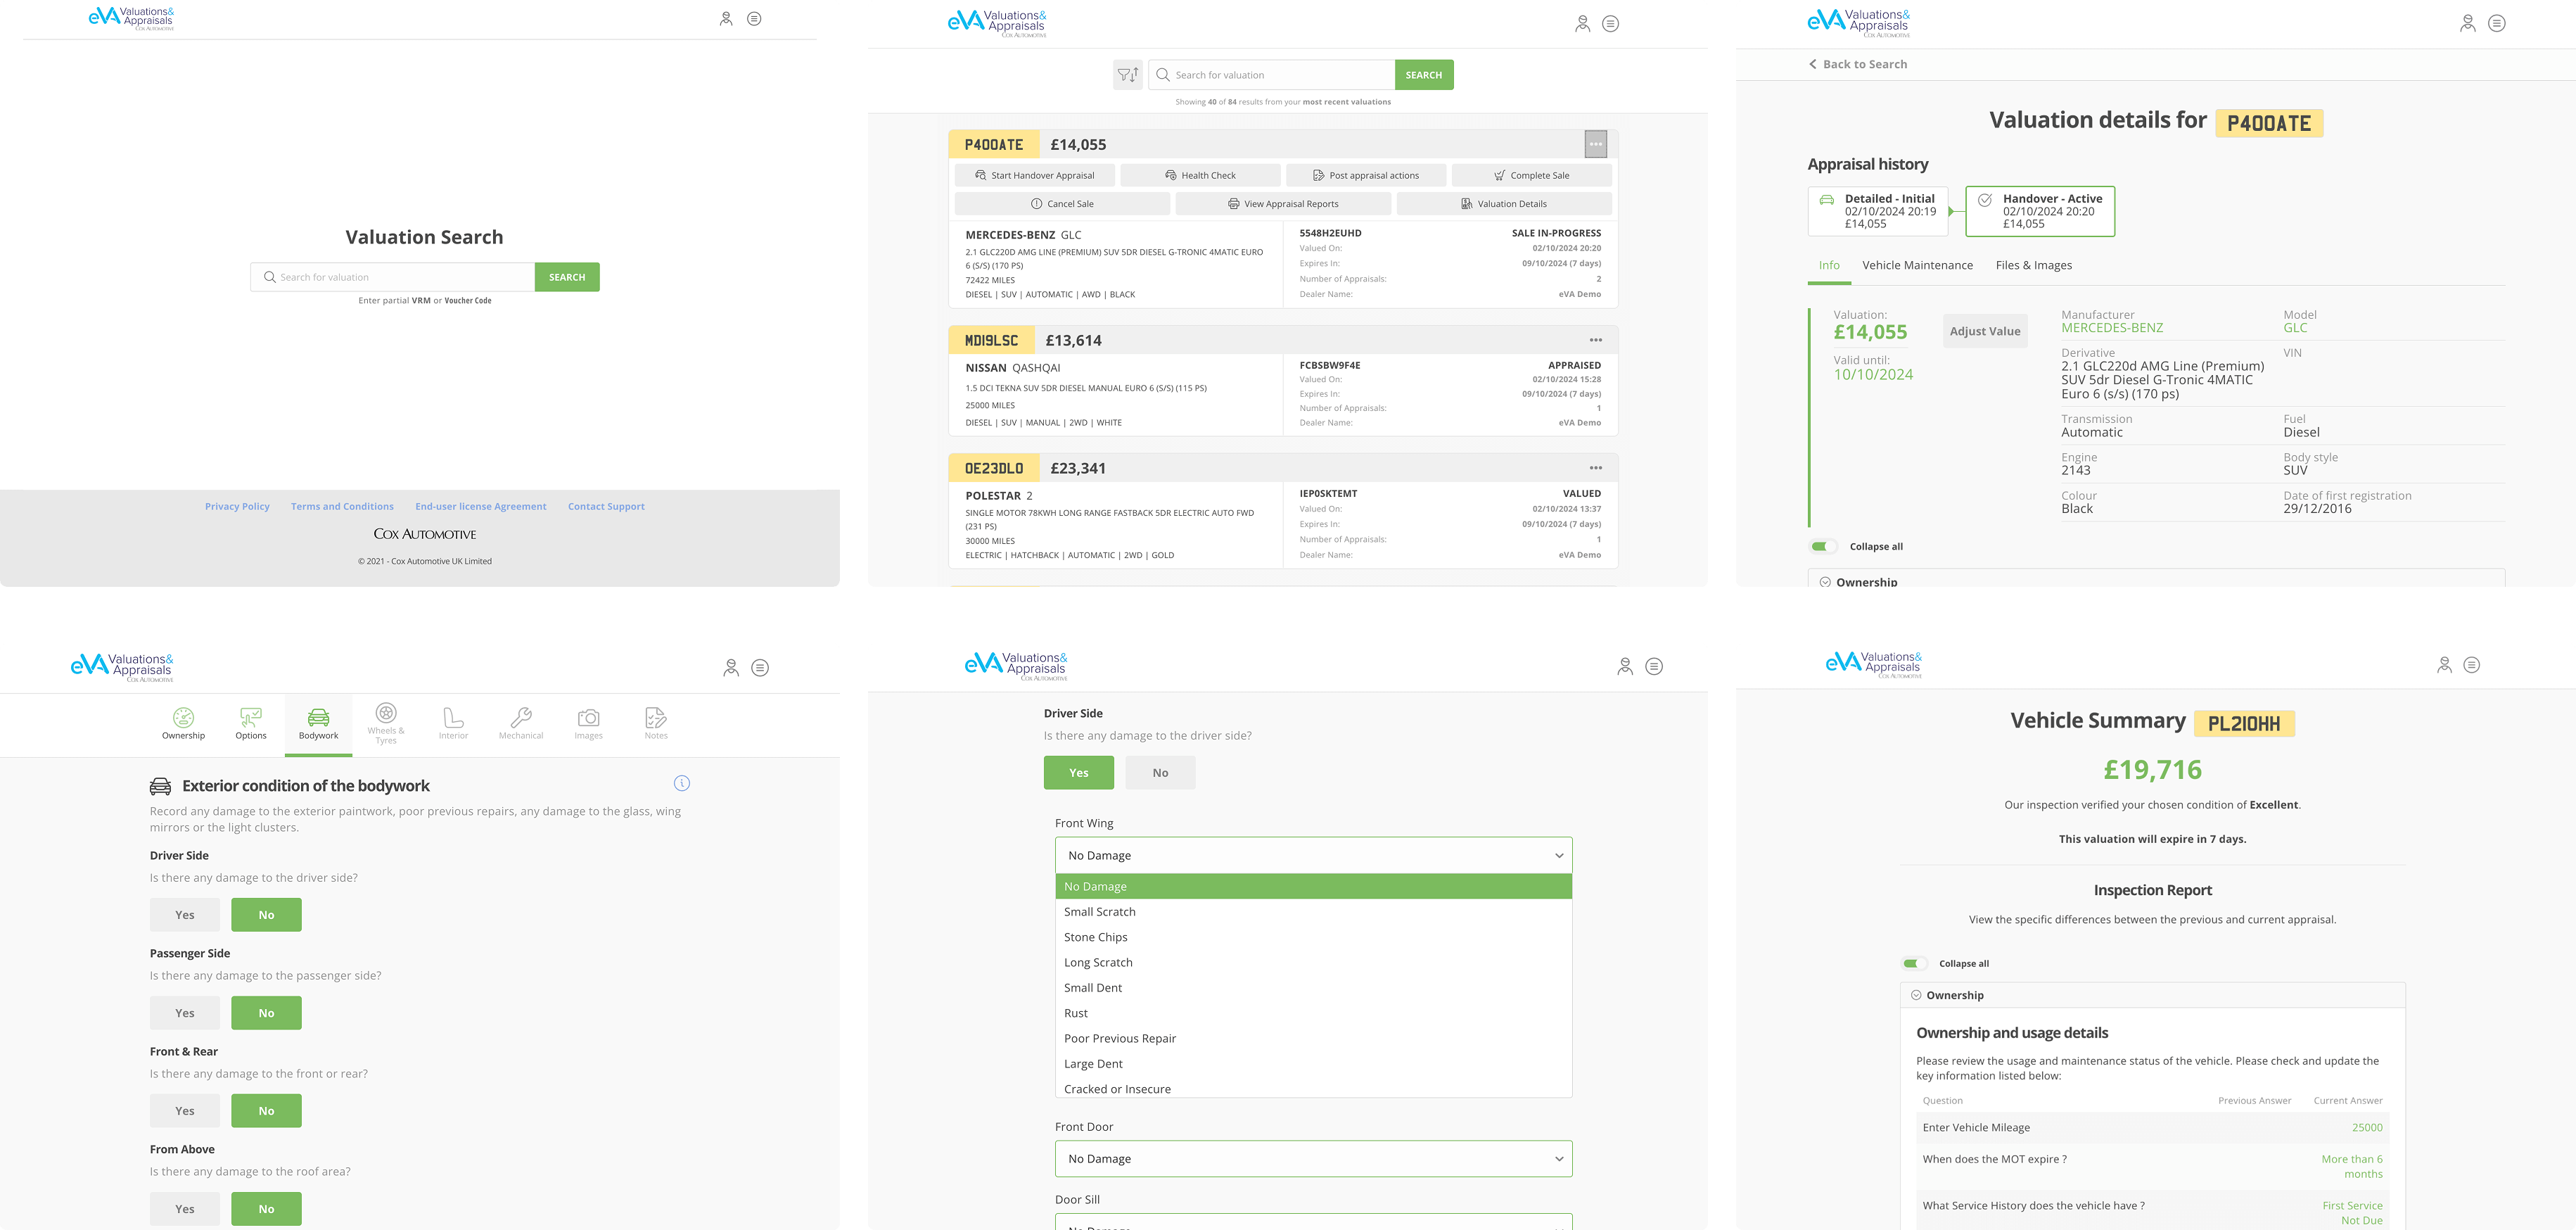 eVA Valuations& Appraisals
COX AUTOMOTIVE
Valuation Search
Search for valuation
SEARCH
Enter partial VRM or Voucher Code
Privacy Policy Terms and Conditions End-user license Agreement Contact Support
COX AUTOMOTIVE
© 2021 - Cox Automotive UK Limited
eVA Valuations& Appraisals
COX AUTOMOTIVE
Search for valuation
SEARCH
Showing 40 of 84 results from your most recent valuations
P400ATE £14,055
Start Handover Appraisal Health Check Post appraisal actions Complete Sale
Cancel Sale View Appraisal Reports Valuation Details
MERCEDES-BENZ GLC
2.1 GLC220D AMG LINE (PREMIUM) SUV 5DR DIESEL G-TRONIC 4MATIC EURO
6 (S/S) (170 PS)
72422 MILES
DIESEL | SUV | AUTOMATIC | AWD | BLACK
5548H2EUHD SALE IN-PROGRESS
Valued On: 02/10/2024 20:20
Expires In: 09/10/2024 (7 days)
Number of Appraisals: 2
Dealer Name: eVA Demo
MD19LSC £13,614
NISSAN QASHQAI
1.5 DCI TEKNA SUV 5DR DIESEL MANUAL EURO 6 (S/S) (115 PS)
25000 MILES
DIESEL | SUV | MANUAL | 2WD | WHITE
FCBSBW9F4E APPRAISED
Valued On: 02/10/2024 15:28
Expires In: 09/10/2024 (7 days)
Number of Appraisals: 1
Dealer Name: eVA Demo
OE23DLO £23,341
POLESTAR 2
SINGLE MOTOR 78KWH LONG RANGE FASTBACK 5DR ELECTRIC AUTO FWD
(231 PS)
30000 MILES
ELECTRIC | HATCHBACK | AUTOMATIC | 2WD | GOLD
IEP0SKTEMT VALUED
Valued On: 02/10/2024 13:37
Expires In: 09/10/2024 (7 days)
Number of Appraisals: 1
Dealer Name: eVA Demo
eVA Valuations& Appraisals
COX AUTOMOTIVE
Back to Search
Valuation details for P400ATE
Appraisal history
Detailed - Initial
02/10/2024 20:19
£14,055
Handover - Active
02/10/2024 20:20
£14,055
Info Vehicle Maintenance Files & Images
Valuation:
£14,055
Adjust Value
Valid until:
10/10/2024
Manufacturer Model
MERCEDES-BENZ GLC
Derivative VIN
2.1 GLC220d AMG Line (Premium)
SUV 5dr Diesel G-Tronic 4MATIC
Euro 6 (s/s) (170 ps)
Transmission Fuel
Automatic Diesel
Engine Body style
2143 SUV
Colour Date of first registration
Black 29/12/2016
Collapse all
Ownership
eVA Valuations& Appraisals
COX AUTOMOTIVE
Ownership Options Bodywork Wheels & Tyres Interior Mechanical Images Notes
Exterior condition of the bodywork
Record any damage to the exterior paintwork, poor previous repairs, any damage to the glass, wing
mirrors or the light clusters.
Driver Side
Is there any damage to the driver side?
Yes No
Passenger Side
Is there any damage to the passenger side?
Yes No
Front & Rear
Is there any damage to the front or rear?
Yes No
From Above
Is there any damage to the roof area?
Yes No
eVA Valuations& Appraisals
COX AUTOMOTIVE
Driver Side
Is there any damage to the driver side?
Yes No
Front Wing
No Damage
No Damage
Small Scratch
Stone Chips
Long Scratch
Small Dent
Rust
Poor Previous Repair
Large Dent
Cracked or Insecure
Front Door
No Damage
Door Sill
No Damage
eVA Valuations& Appraisals
COX AUTOMOTIVE
Vehicle Summary PL210HH
£19,716
Our inspection verified your chosen condition of Excellent.
This valuation will expire in 7 days.
Inspection Report
View the specific differences between the previous and current appraisal.
Collapse all
Ownership
Ownership and usage details
Please review the usage and maintenance status of the vehicle. Please check and update the
key information listed below:
Question Previous Answer Current Answer
Enter Vehicle Mileage 25000
When does the MOT expire ? More than 6
months
What Service History does the vehicle have ? First Service
Not Due